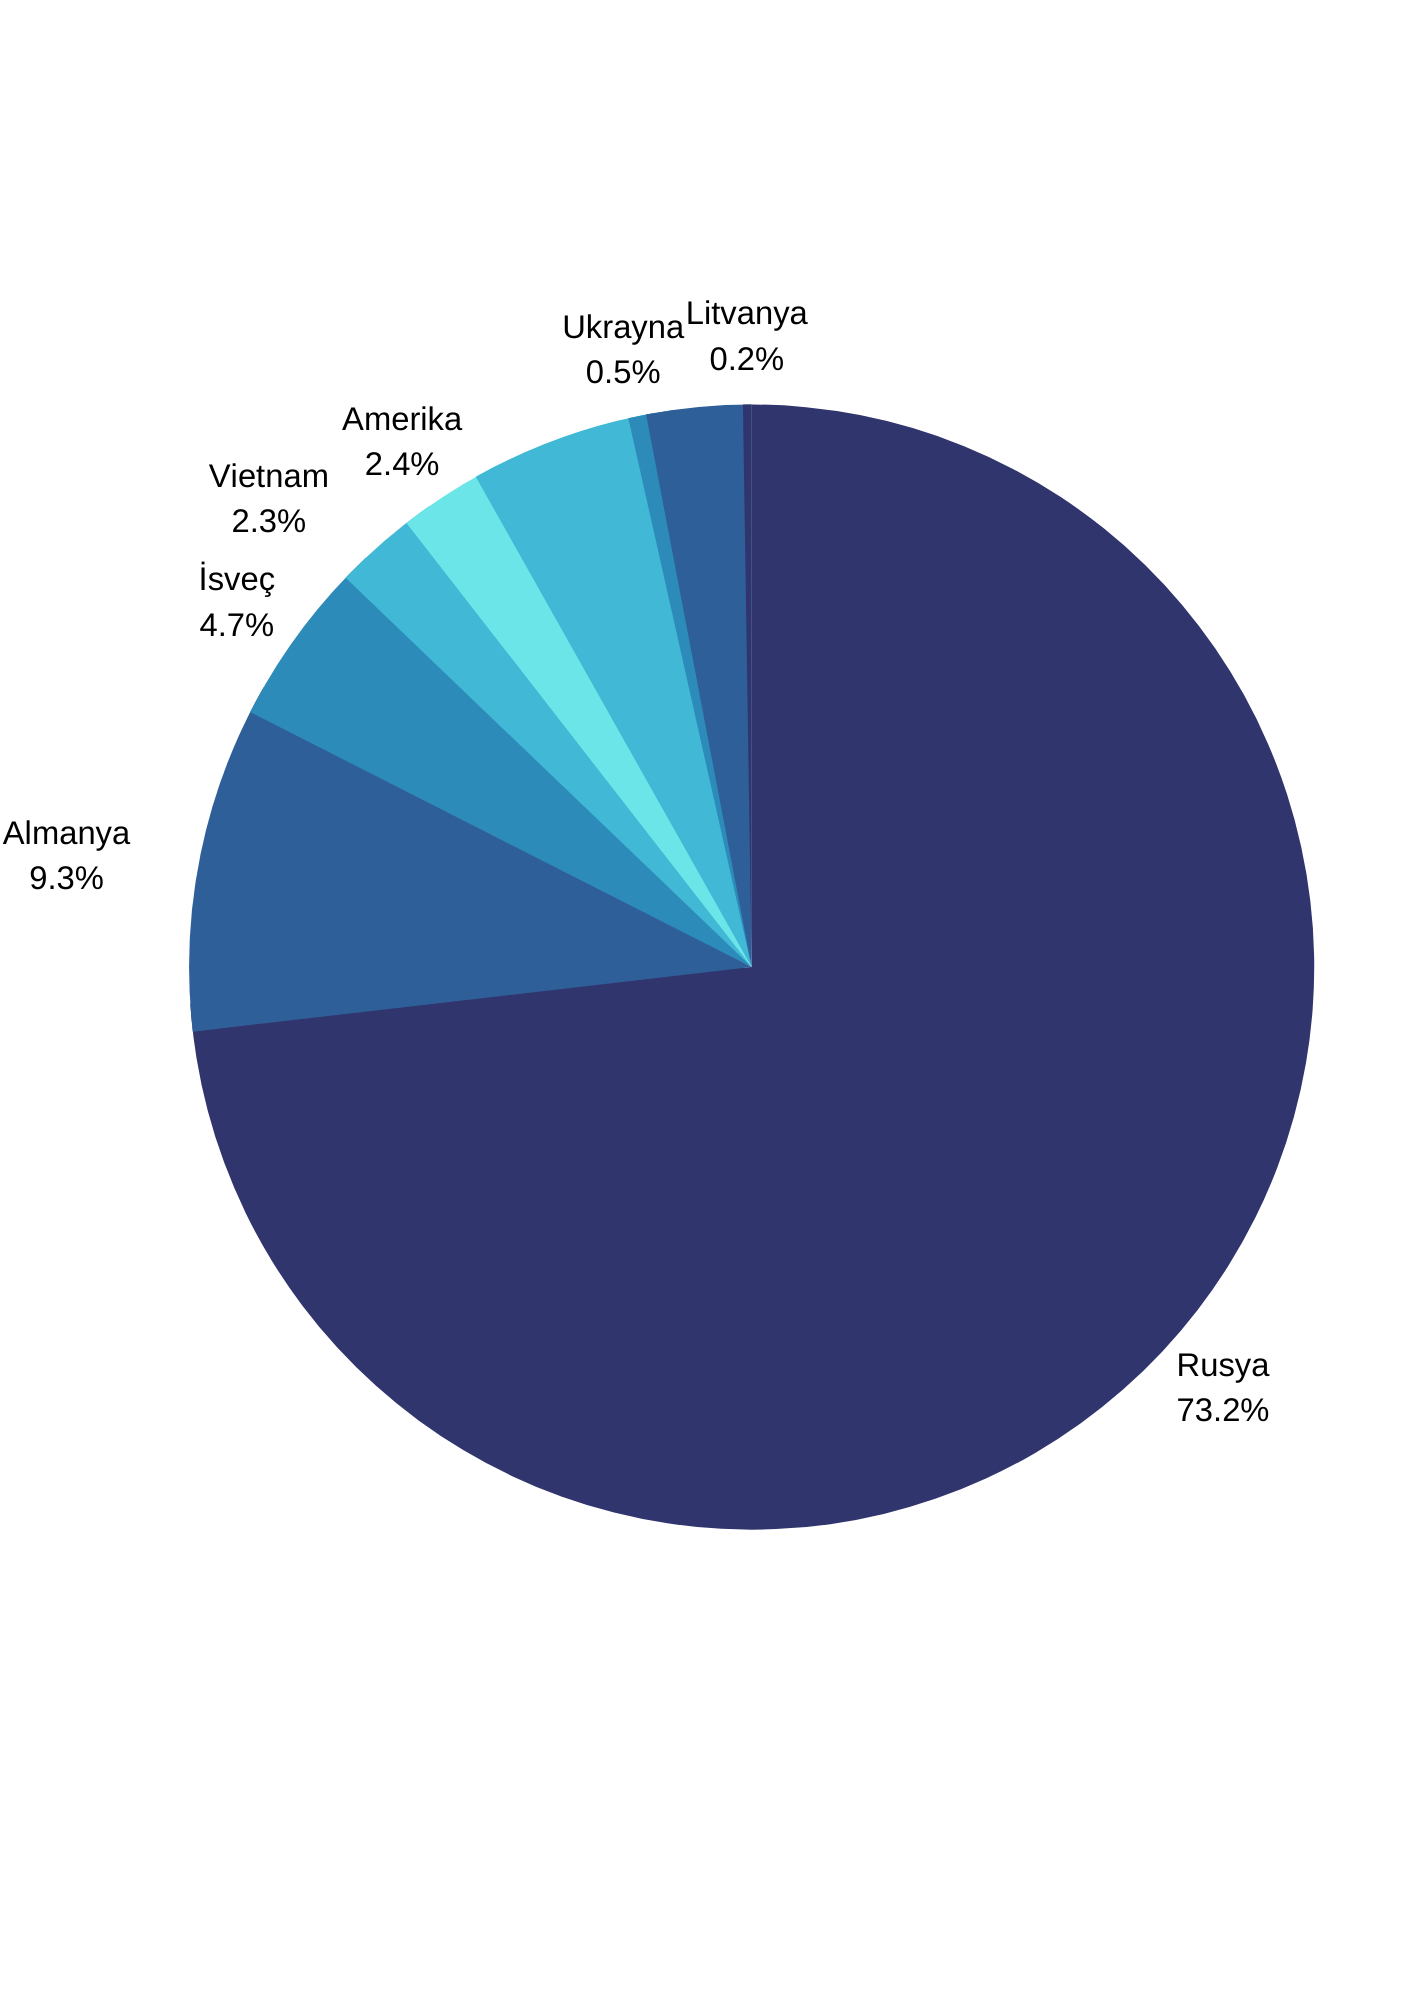 Litvanya
0.2%
Ukrayna
0.5%
Amerika
2.4%
Vietnam
2.3%
İsveç
4.7%
Almanya
9.3%
Rusya
73.2%